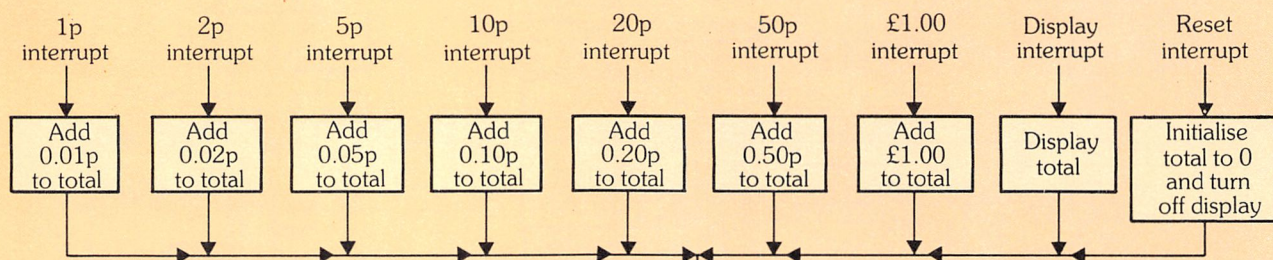 1p
interrupt
2p
interrupt
5p
interrupt
10p
interrupt
20p
interrupt
50p
interrupt
£1.00
interrupt
Display
interrupt
Reset
interrupt
Add
0.01p
to total
Add
0.02p
to total
Add
0.05p
to total
Add
0.10p
to total
Add
0.20p
to total
Add
0.50p
to total
Add
£1.00
to total
Display
total
Initialise
total to 0
and turn
off display